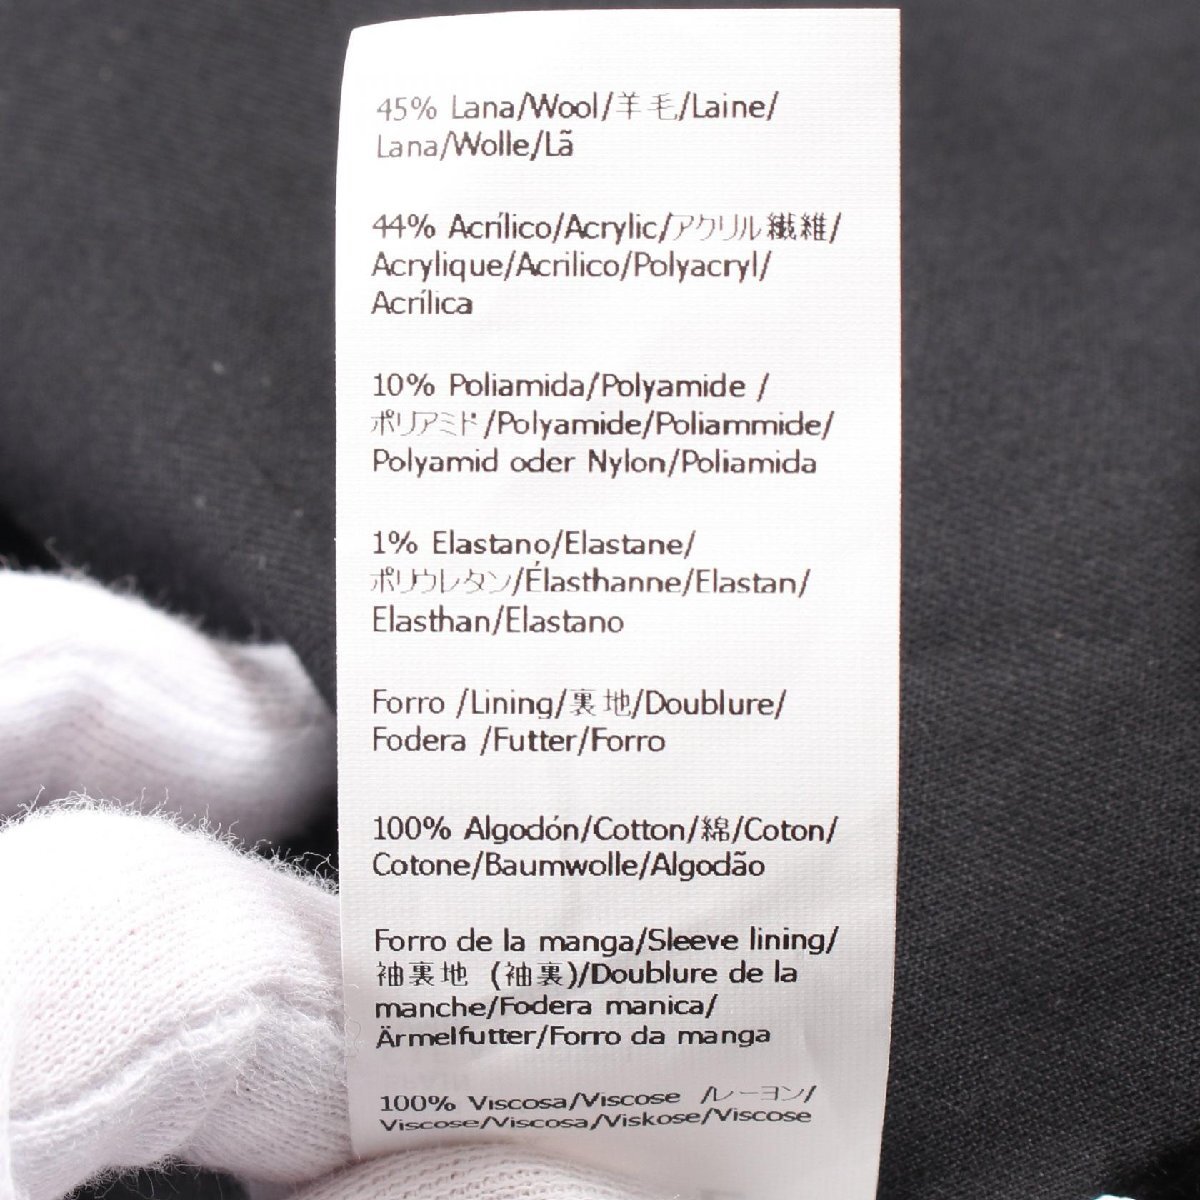 45% Lana/Wool/羊毛/Laine/
Lana/Wolle/Lã
44% Acrílico/Acrylic/アクリル繊維/
Acrylique/Acrilico/Polyacryl/
Acrílica
10% Poliamida/Polyamide /
ポリアミド/Polyamide/Poliammide/
Polyamid oder Nylon/Poliamida
1% Elastano/Elastane/
ポリウレタン/Élasthanne/Elastan/
Elasthan/Elastano
Forro /Lining/裏地/Doublure/
Fodera /Futter/Forro
100% Algodón/Cotton/綿/Coton/
Cotone/Baumwolle/Algodão
Forro de la manga/Sleeve lining/
袖裏地 (袖裏)/Doublure de la
manche/Fodera manica/
Ärmelfutter/Forro da manga
100% Viscosa/Viscose /レーヨン/
Viscose/Viscosa/Viskose/Viscose